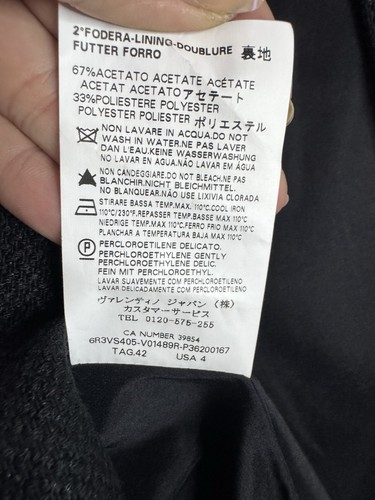 2°FODERA-LINING-DOUBLURE 裏地
FUTTER FORRO
67%ACETATO ACETATE ACÉTATE
ACETAT ACETATO アセテート
33%POLIESTERE POLYESTER
POLYESTER POLIESTER ポリエステル
NON LAVARE IN ACQUA.DO NOT
WASH IN WATER.NE PAS LAVER
DAN L'EAU.KEINE WASSERWASHUNG
NO LAVAR EN AGUA.NÃO LAVAR EM ÁGUA
NON CANDEGGIARE.DO NOT BLEACH.NE PAS
BLANCHIR.NICHT BLEICHMITTEL.
NO BLANQUEAR.NÃO USE LIXIVIA CLORADA
STIRARE BASSA TEMP.MAX. 110°C.COOL IRON
110°C/230°F.REPASSER TEMP.BASSE MAX 110°C
NIEDRIGE TEMP.MAX 110°C.FERRO FRIO MAX 110°C
PLANCHAR A TEMPERATURA BAJA MAX 110°C
P
PERCLOROETILENE DELICATO.
PERCHLOROETHYLENE GENTLY
PERCHLOROETHYLENE DELIC.
FEIN MIT PERCHLOROETHYL.
LAVAR SUAVEMENTE CON PERCLOROETILENO
LAVAR DELICADAMENTE COM PERCLOROETILENO
ヴァレンティノ ジャパン (株)
カスタマーサービス
TEL 0120-575-255
CA NUMBER 39854
6R3VS405-V01489R-P36200167
TAG.42 USA 4